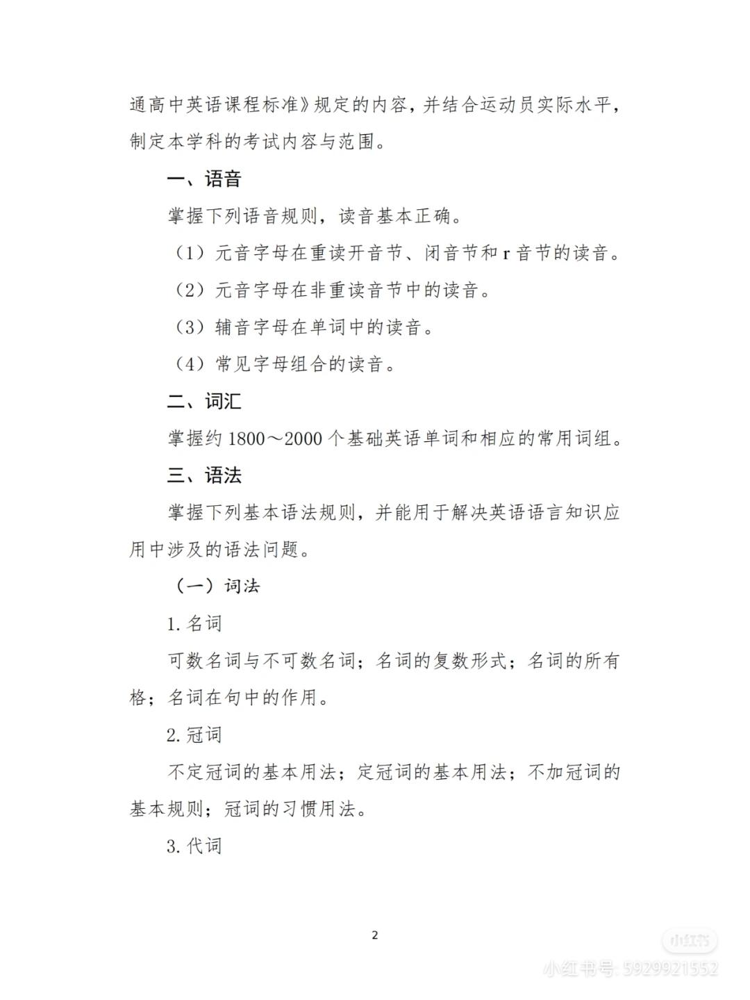 通高中英语课程标准》规定的内容，并结合运动员实际水平，
制定本学科的考试内容与范围。
一、语音
掌握下列语音规则，读音基本正确。
（1）元音字母在重读开音节、闭音节和 r 音节的读音。
（2）元音字母在非重读音节中的读音。
（3）辅音字母在单词中的读音。
（4）常见字母组合的读音。
二、词汇
掌握约 1800～2000 个基础英语单词和相应的常用词组。
三、语法
掌握下列基本语法规则，并能用于解决英语语言知识应
用中涉及的语法问题。
（一）词法
1.名词
可数名词与不可数名词；名词的复数形式；名词的所有
格；名词在句中的作用。
2.冠词
不定冠词的基本用法；定冠词的基本用法；不加冠词的
基本规则；冠词的习惯用法。
3.代词
2
小红书
小红书号: 5929921552